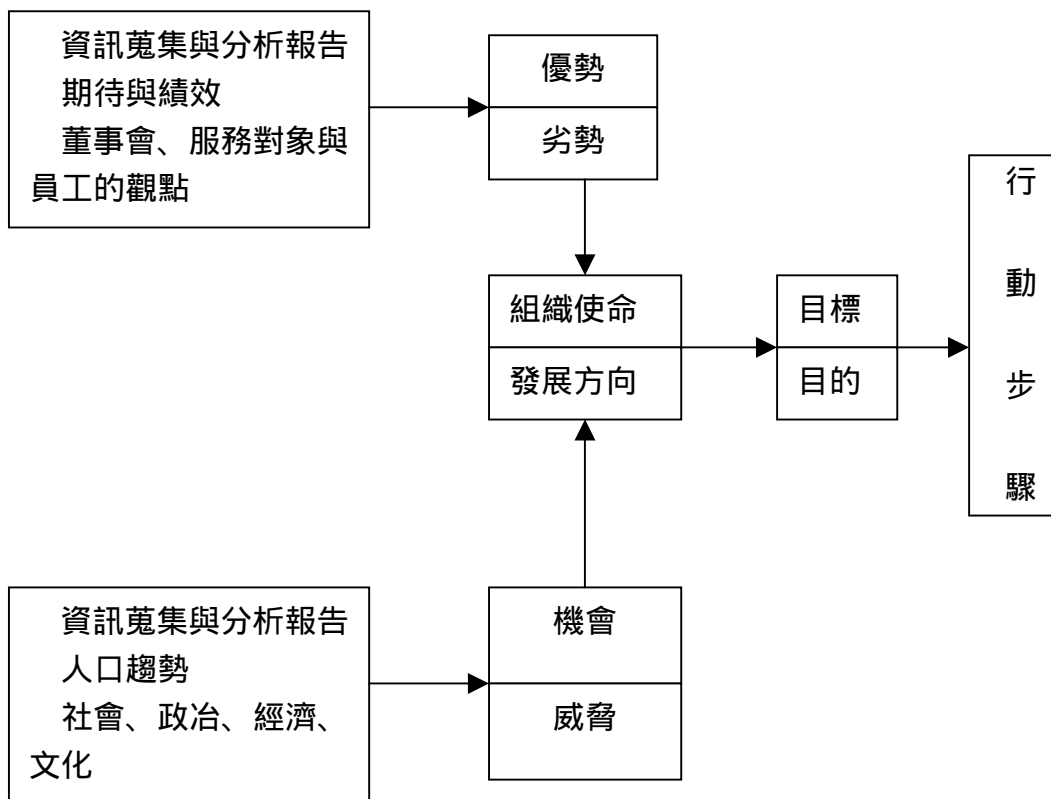 資訊蒐集與分析報告
期待與績效
董事會、服務對象與
員工的觀點
優勢
劣勢
組織使命
發展方向
目標
目的
行
動
步
驟
資訊蒐集與分析報告
人口趨勢
社會、政冶、經濟、
文化
機會
威脅